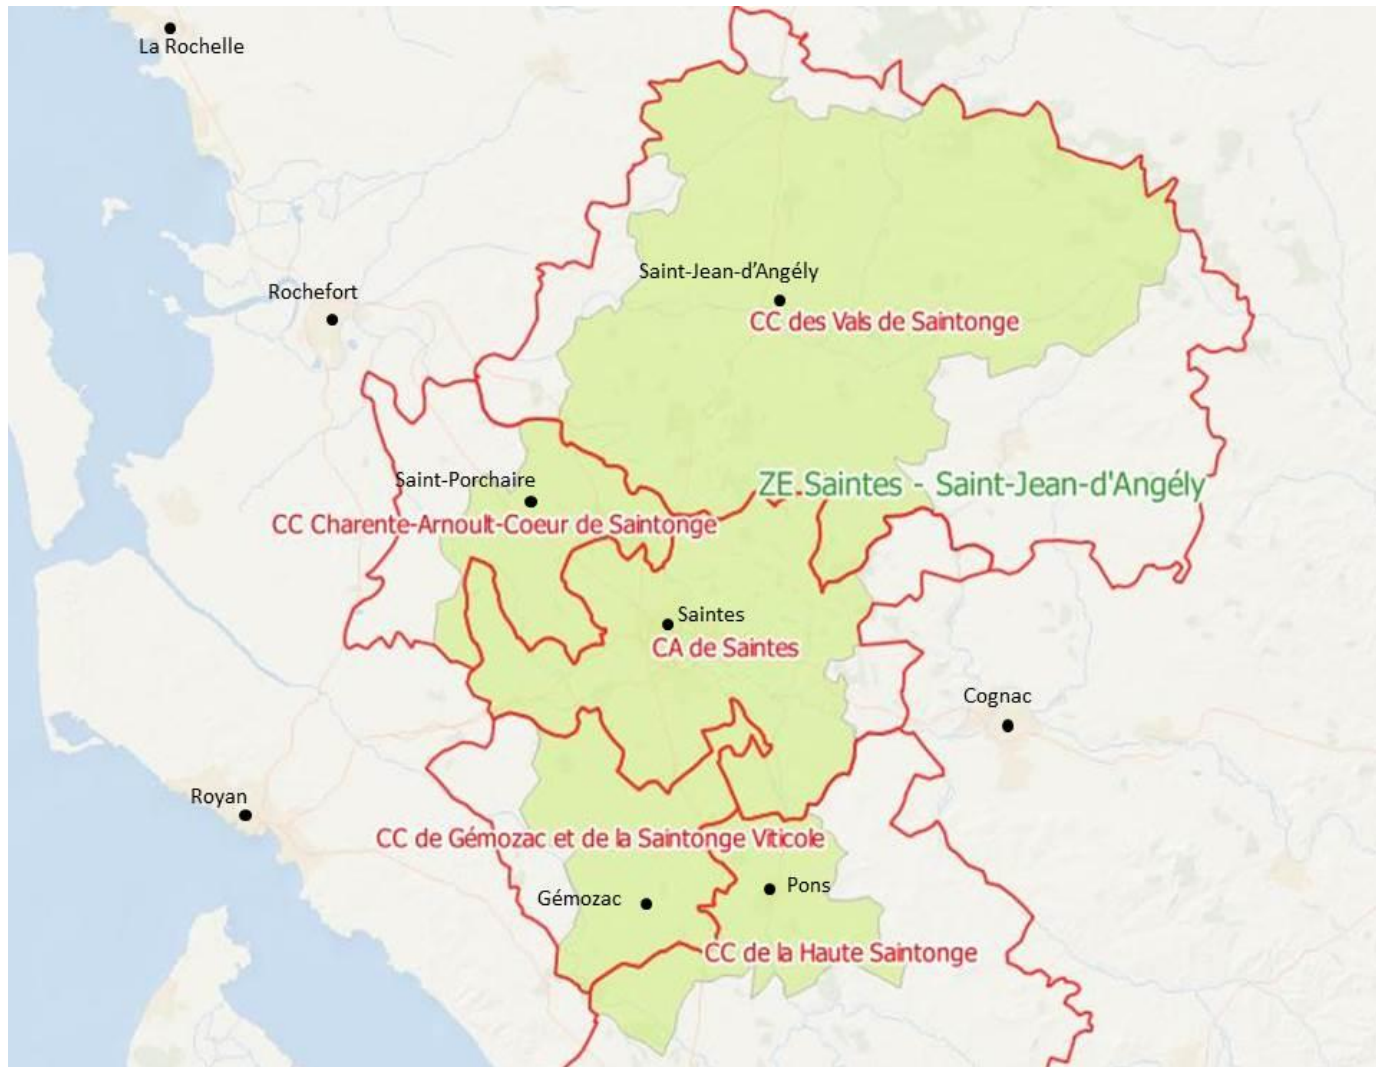 La Rochelle
Saint-Jean-d’Angély
Rochefort
CC des Vals de Saintonge
Saint-Porchaire
ZE Saintes - Saint-Jean-d'Angély
CC Charente-Arnoult-Coeur de Saintonge
Saintes
CA de Saintes
Cognac
Royan
CC de Gémozac et de la Saintonge Viticole
Pons
Gémozac
CC de la Haute Saintonge